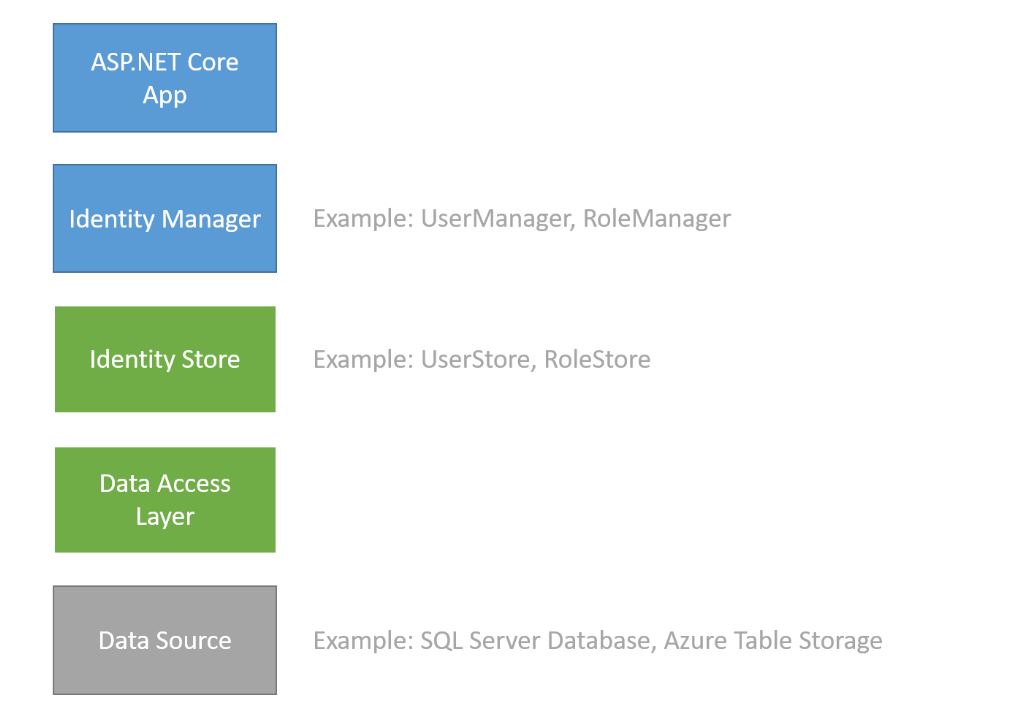 ASP.NET Core
App
Identity Manager
Example: UserManager, RoleManager
Identity Store
Example: UserStore, RoleStore
Data Access
Layer
Data Source
Example: SQL Server Database, Azure Table Storage